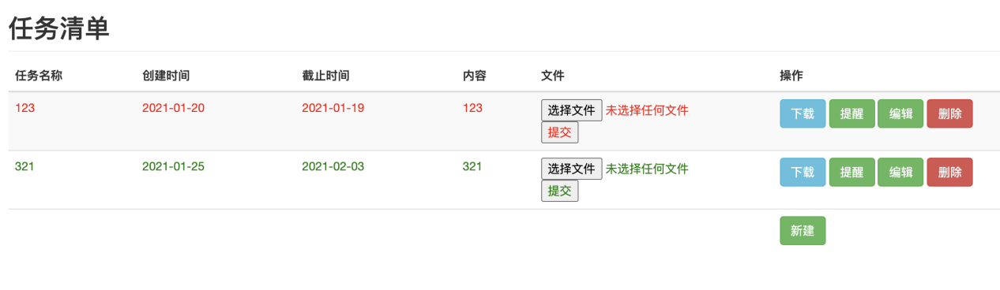 任务清单
任务名称 创建时间 截止时间 内容 文件 操作
123 2021-01-20 2021-01-19 123 选择文件 未选择任何文件 下载 提醒 编辑 删除
提交
321 2021-01-25 2021-02-03 321 选择文件 未选择任何文件 下载 提醒 编辑 删除
提交
新建